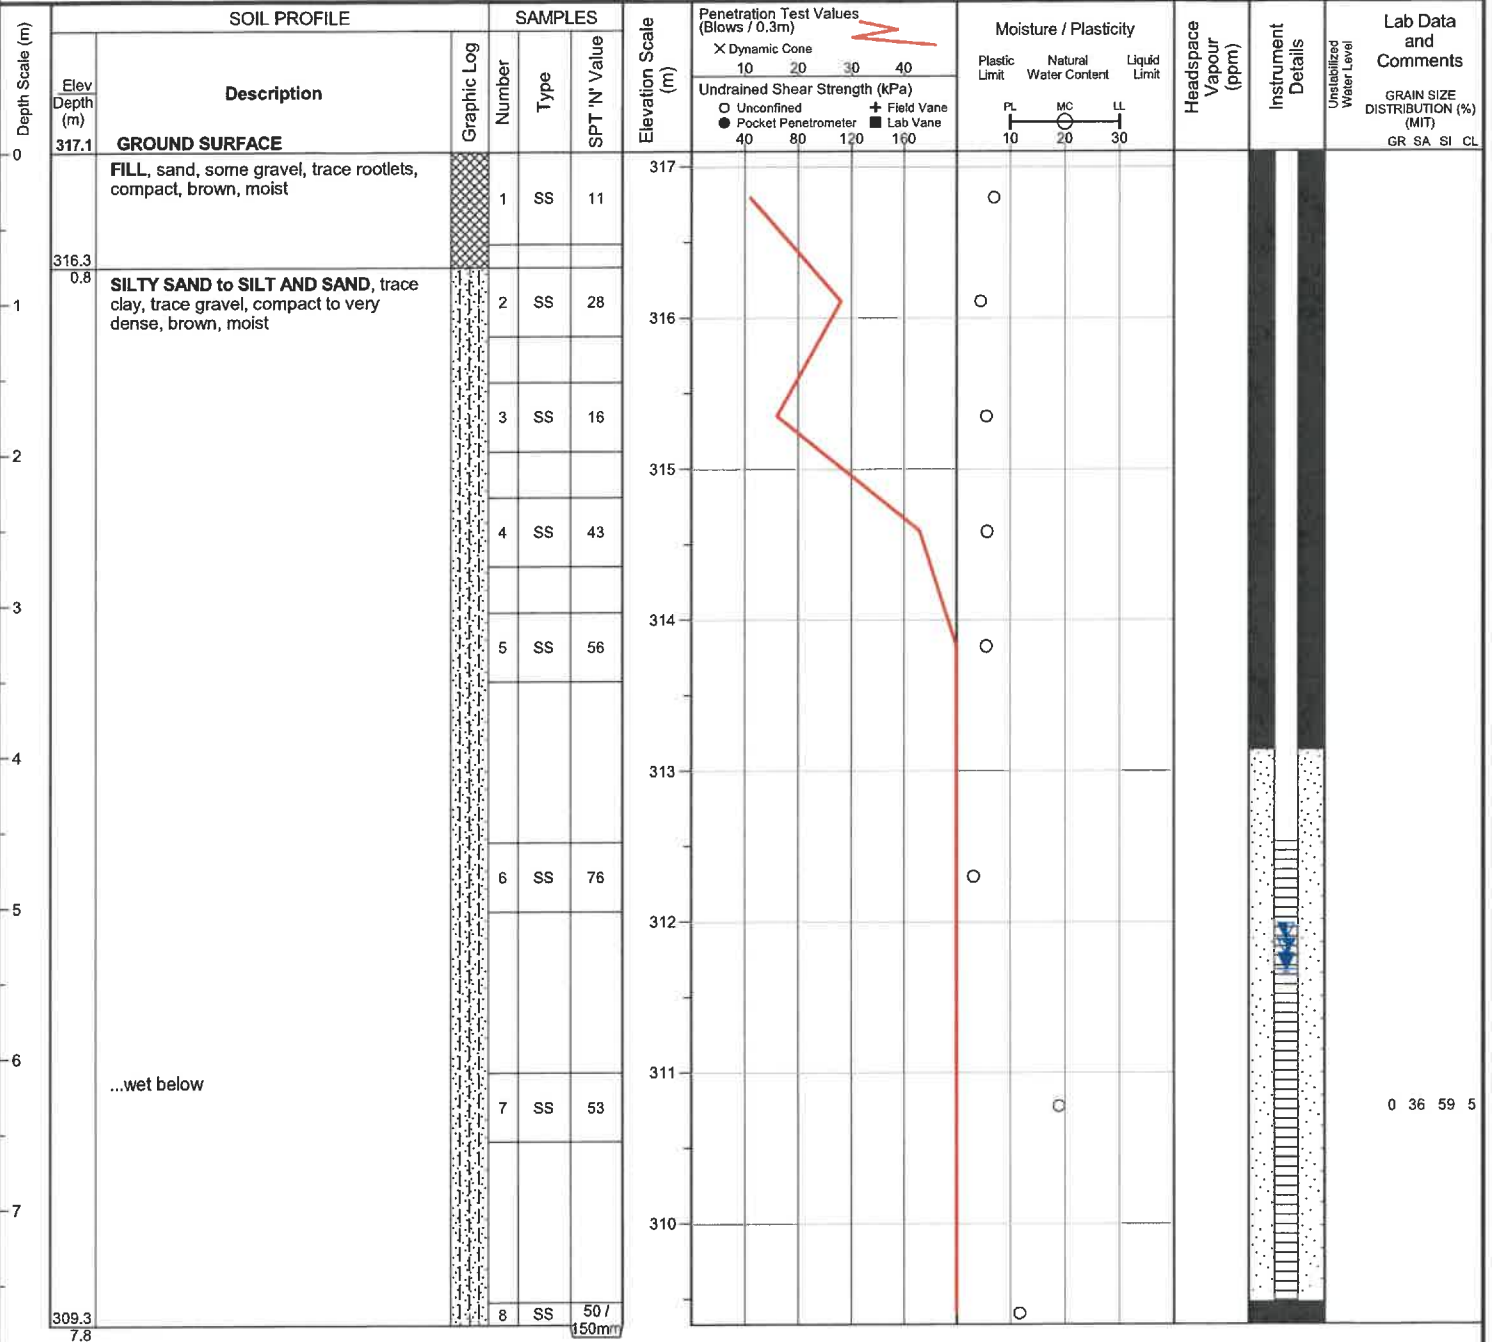 SOIL PROFILE
SAMPLES
Depth Scale (m)
Elev
Depth
(m)
Description
Graphic Log
Number
Type
SPT 'N' Value
Elevation Scale
(m)
Penetration Test Values
(Blows / 0.3m)
X Dynamic Cone
10 20 30 40
Undrained Shear Strength (kPa)
Unconfined
Field Vane
Pocket Penetrometer
Lab Vane
40 80 120 160
Moisture / Plasticity
Plastic
Limit
Natural
Water Content
Liquid
Limit
PL MC LL
10 20 30
Headspace
Vapour
(ppm)
Instrument
Details
Unstabilized
Water Level
Lab Data
and
Comments
GRAIN SIZE
DISTRIBUTION (%)
(MIT)
GR SA SI CL
317.1 GROUND SURFACE
0
FILL, sand, some gravel, trace rootlets,
compact, brown, moist
1 SS 11
317
316.3
0.8
SILTY SAND to SILT AND SAND, trace
clay, trace gravel, compact to very
dense, brown, moist
1
2 SS 28
316
3 SS 16
2
315
4 SS 43
3
314
5 SS 56
4
313
6 SS 76
5
312
6
311
...wet below
7 SS 53
0 36 59 5
7
310
309.3
7.8
8 SS 50 /
150mm